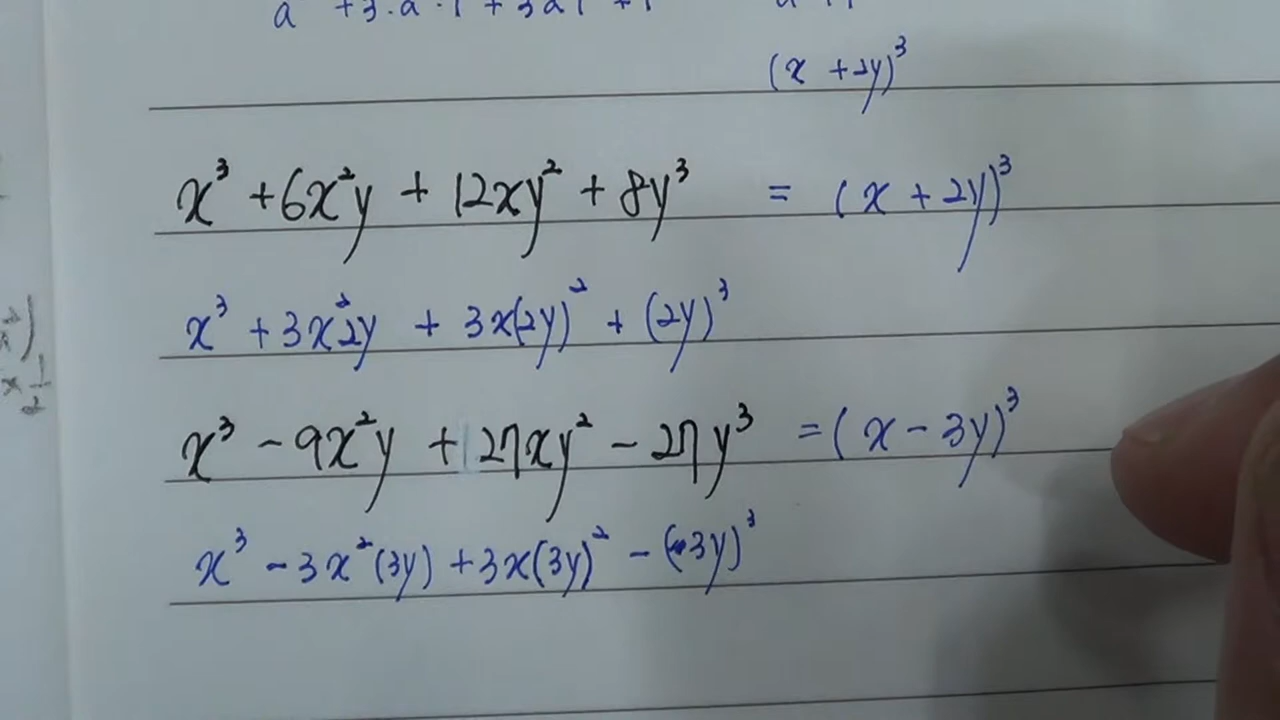 (x + 2y)³
x³ + 6x²y + 12xy² + 8y³ = (x + 2y)³
x³ + 3x²2y + 3x(2y)² + (2y)³
x³ - 9x²y + 27xy² - 27y³ = (x - 3y)³
x³ - 3x²(3y) + 3x(3y)² - (3y)³